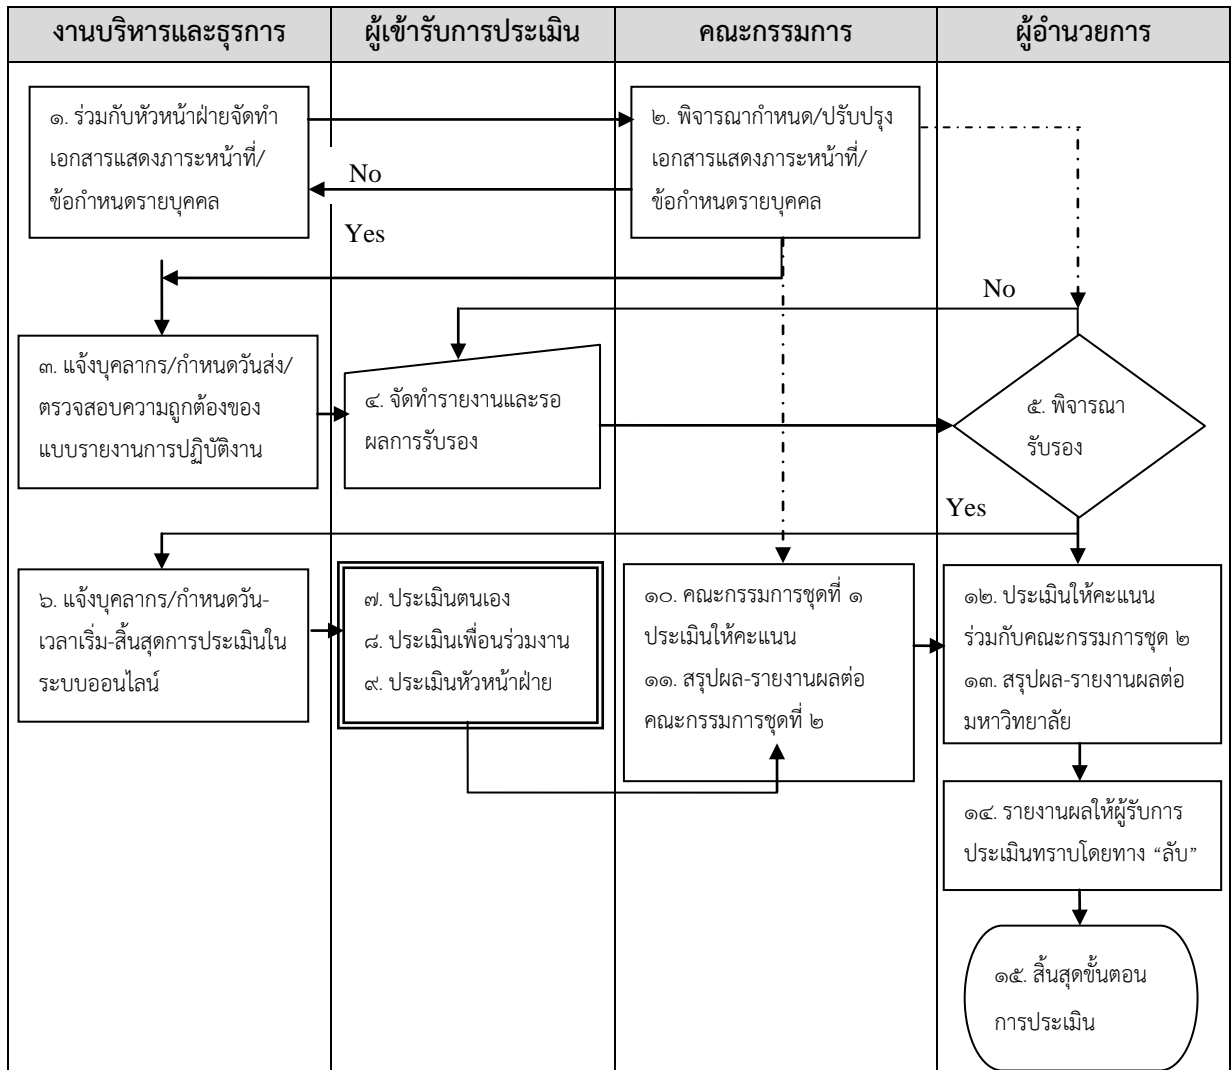 งานบริหารและธุรการ
ผู้เข้ารับการประเมิน
คณะกรรมการ
ผู้อำนวยการ
๑. ร่วมกับหัวหน้าฝ่ายจัดทำ
เอกสารแสดงภาระหน้าที่/
ข้อกำหนดรายบุคคล
๒. พิจารณากำหนด/ปรับปรุง
เอกสารแสดงภาระหน้าที่/
ข้อกำหนดรายบุคคล
No
Yes
No
๓. แจ้งบุคลากร/กำหนดวันส่ง/
ตรวจสอบความถูกต้องของ
แบบรายงานการปฏิบัติงาน
๔. จัดทำรายงานและรอ
ผลการรับรอง
๕. พิจารณา
รับรอง
Yes
๖. แจ้งบุคลากร/กำหนดวัน-
เวลาเริ่ม-สิ้นสุดการประเมินใน
ระบบออนไลน์
๗. ประเมินตนเอง
๘. ประเมินเพื่อนร่วมงาน
๙. ประเมินหัวหน้าฝ่าย
๑๐. คณะกรรมการชุดที่ ๑
ประเมินให้คะแนน
๑๑. สรุปผล-รายงานผลต่อ
คณะกรรมการชุดที่ ๒
๑๒. ประเมินให้คะแนน
ร่วมกับคณะกรรมการชุด ๒
๑๓. สรุปผล-รายงานผลต่อ
มหาวิทยาลัย
๑๔. รายงานผลให้ผู้รับการ
ประเมินทราบโดยทาง “ลับ”
๑๕. สิ้นสุดขั้นตอน
การประเมิน